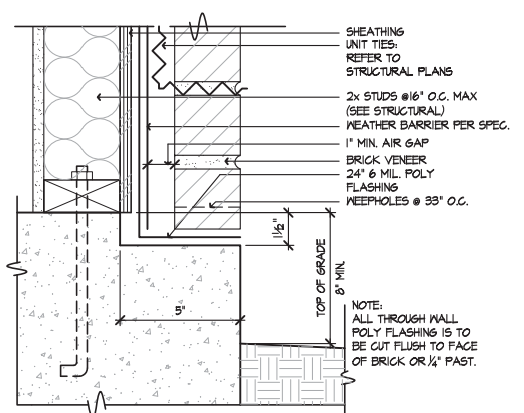 SHEATHING
UNIT TIES:
REFER TO
STRUCTURAL PLANS
2x STUDS @16" O.C. MAX
(SEE STRUCTURAL)
WEATHER BARRIER PER SPEC.
1" MIN. AIR GAP
BRICK VENEER
24" 6 MIL. POLY
FLASHING
WEEPHOLES @ 33" O.C.
1½"
TOP OF GRADE
8" MIN.
5"
NOTE:
ALL THROUGH WALL
POLY FLASHING IS TO
BE CUT FLUSH TO FACE
OF BRICK OR ¼" PAST.